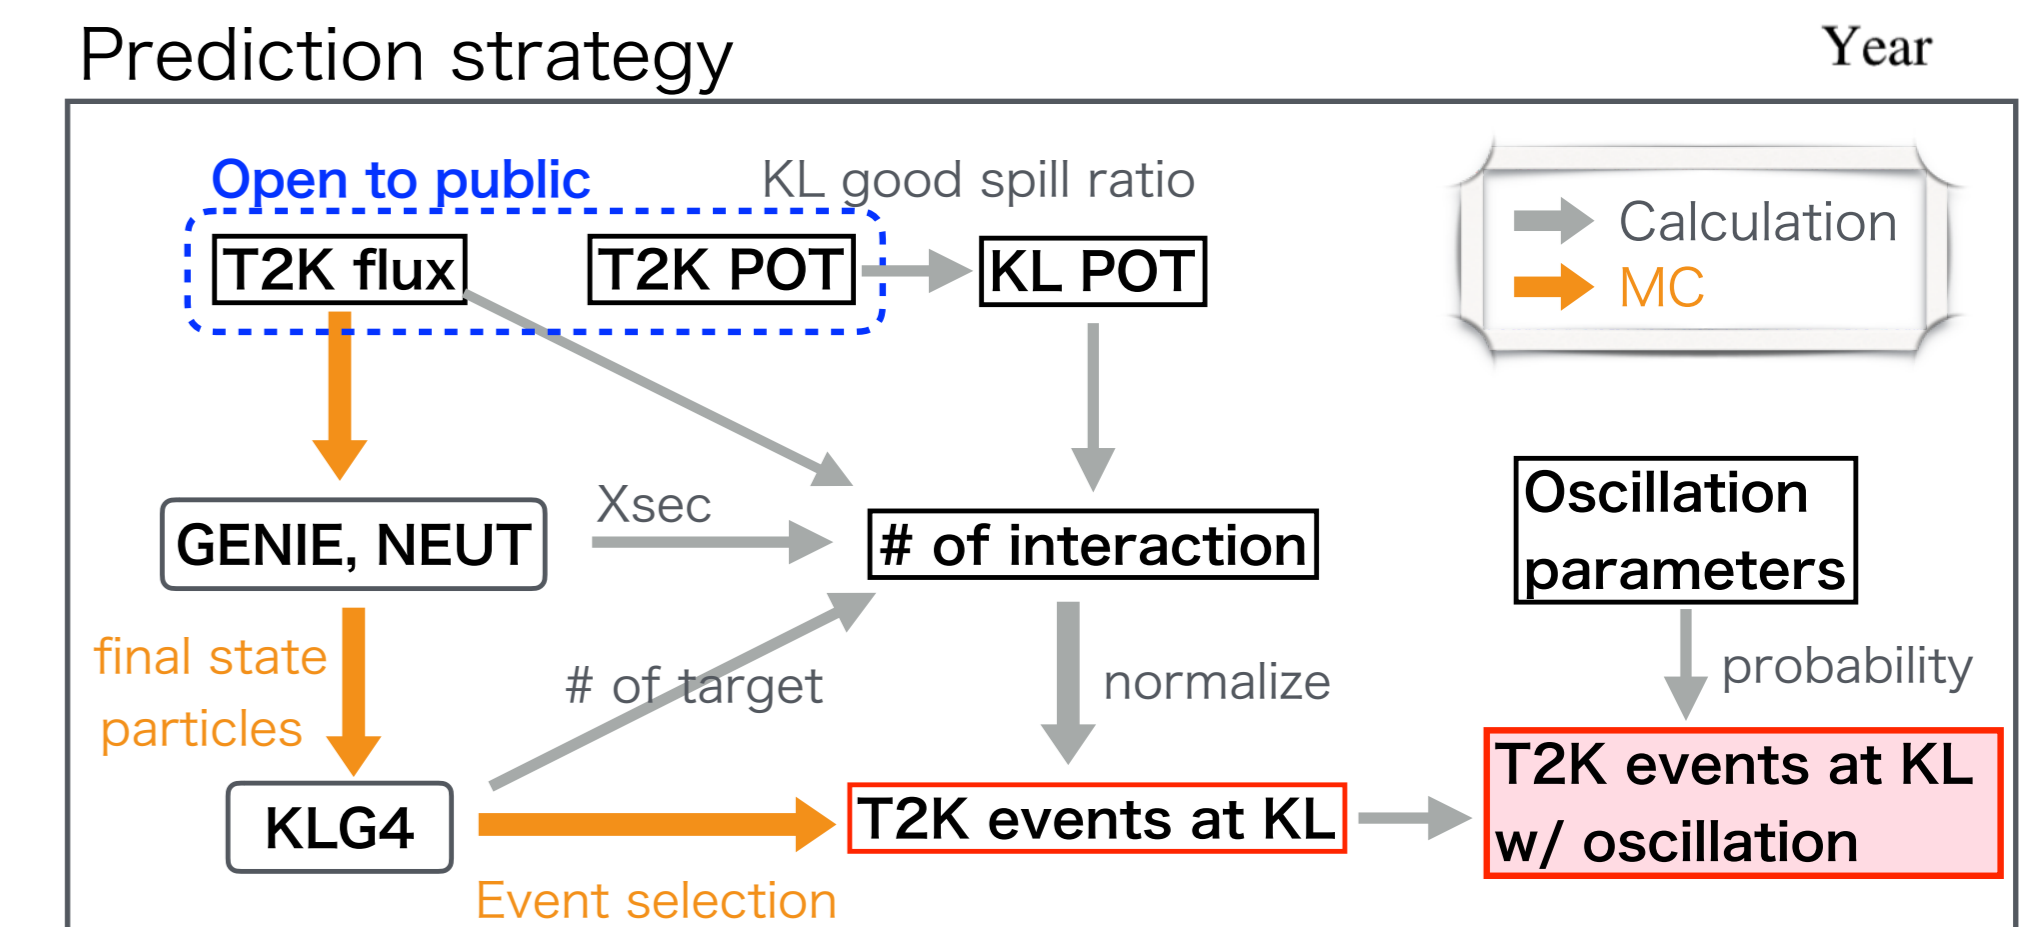 Prediction strategy
Year
Open to public
KL good spill ratio
T2K flux
T2K POT
KL POT
Calculation
MC
GENIE, NEUT
Xsec
# of interaction
Oscillation
parameters
final state
particles
# of target
normalize
probability
KLG4
T2K events at KL
T2K events at KL
w/ oscillation
Event selection